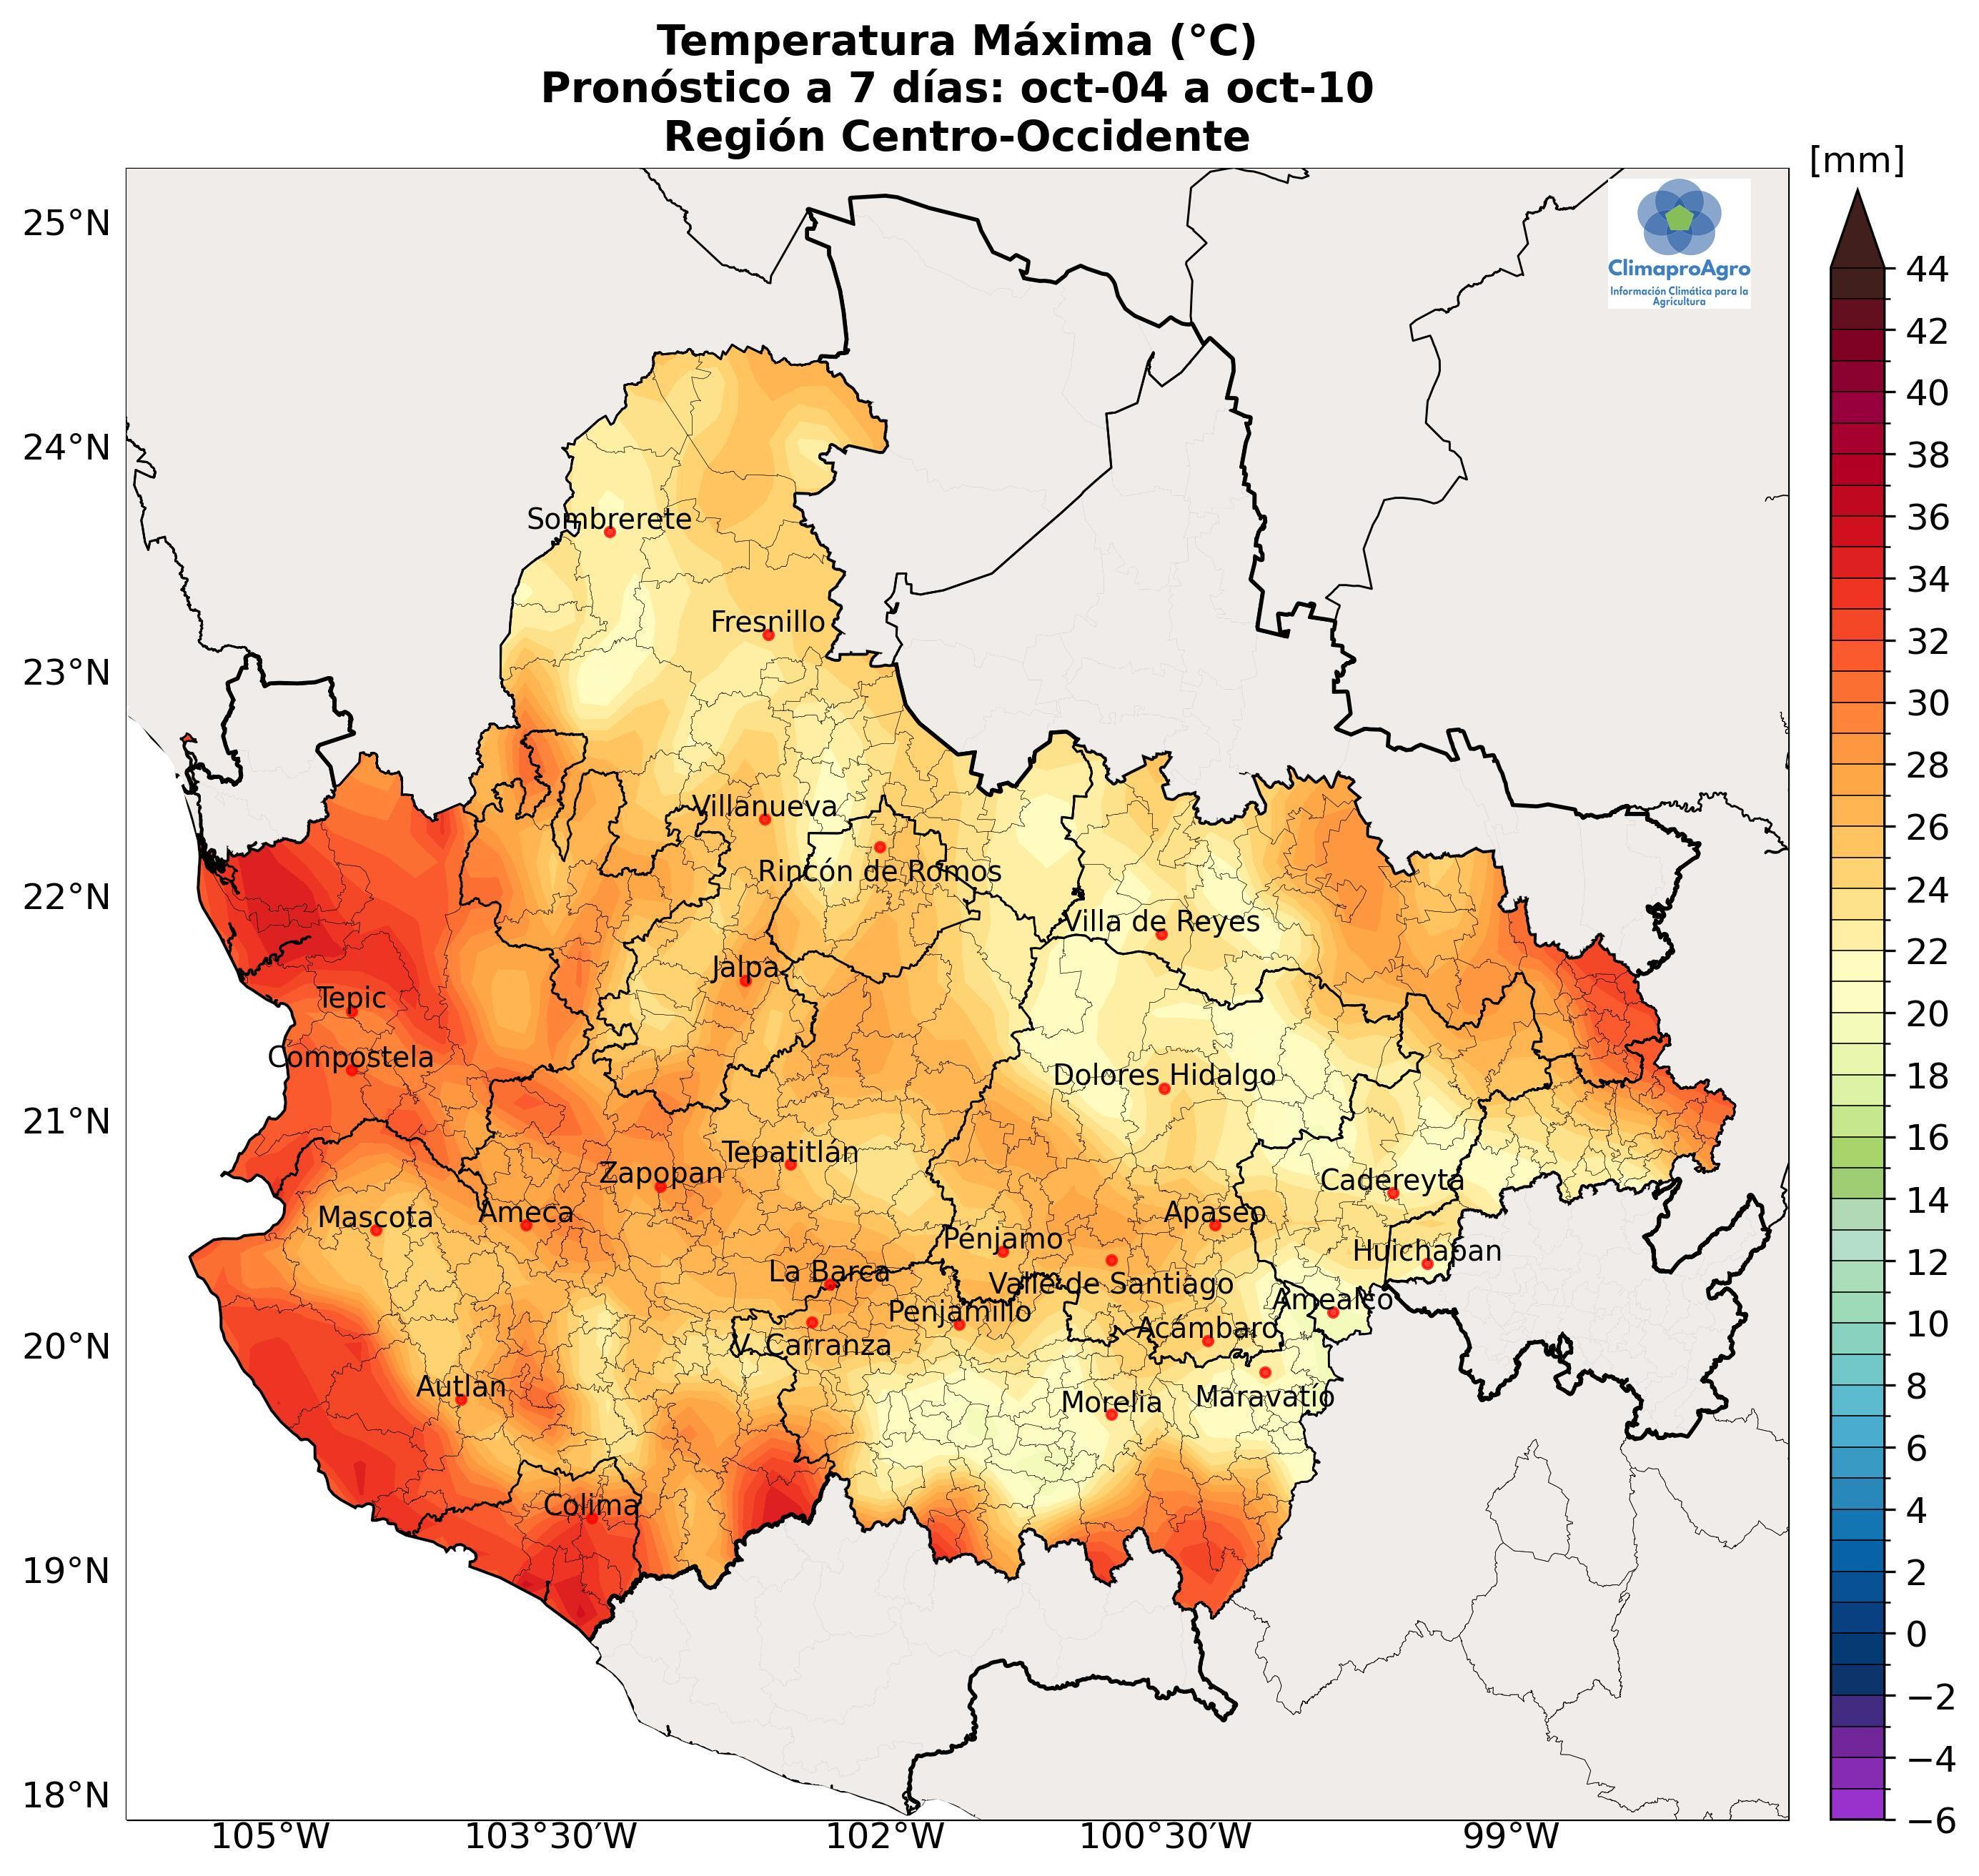 Temperatura Máxima (°C)
Pronóstico a 7 días: oct-04 a oct-10
Región Centro-Occidente
[mm]
25°N
24°N
23°N
22°N
21°N
20°N
19°N
18°N
105°W
103°30′W
102°W
100°30′W
99°W
ClimaproAgro
Información Climática para la
Agricultura
44
42
40
38
36
34
32
30
28
26
24
22
20
18
16
14
12
10
8
6
4
2
0
−2
−4
−6
Sombrerete
Fresnillo
Villanueva
Rincón de Romos
Villa de Reyes
Jalpa
Tepic
Compostela
Dolores Hidalgo
Tepatitlán
Zapopan
Cadereyta
Mascota
Ameca
Apaseo
Pénjamo
Huichapan
La Barca
Valle de Santiago
Penjamillo
Amealco
Acámbaro
V. Carranza
Autlan
Morelia
Maravatío
Colima